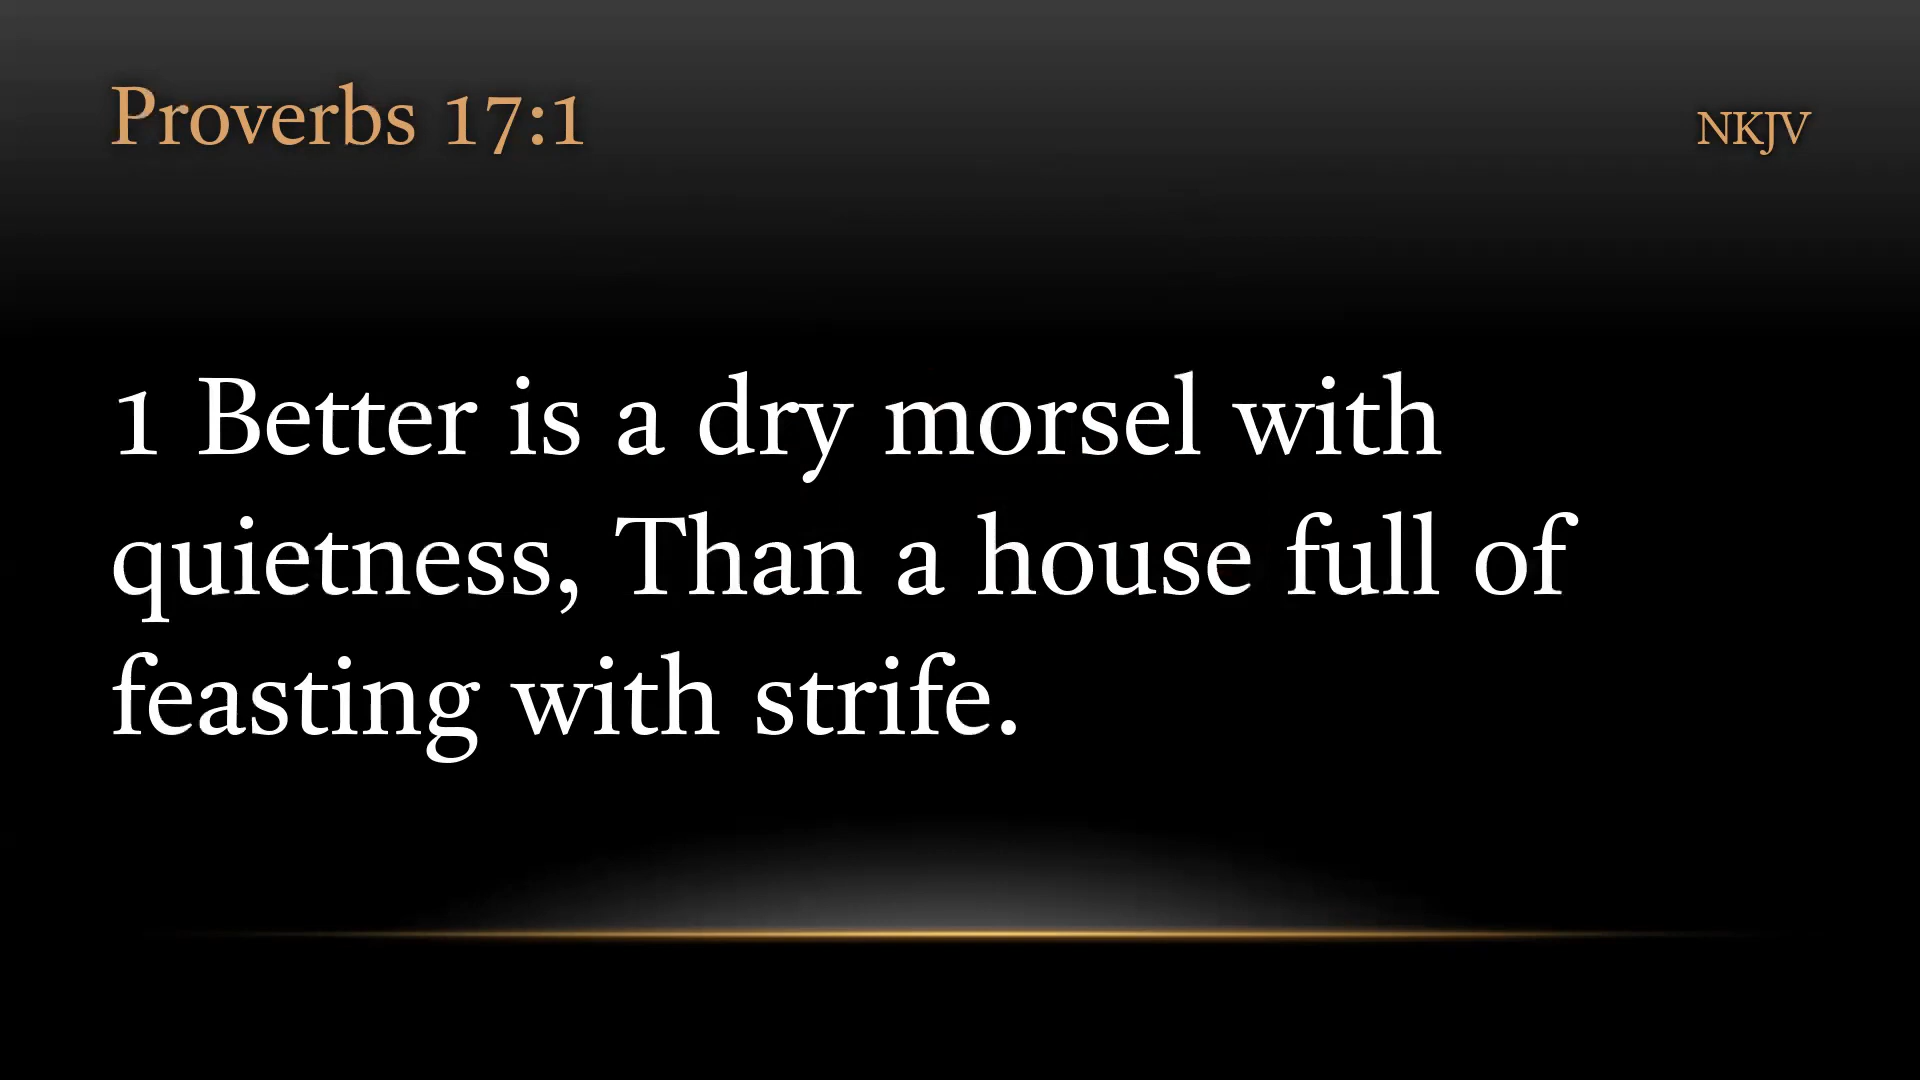 Proverbs 17:1
NKJV
1 Better is a dry morsel with
quietness, Than a house full of
feasting with strife.